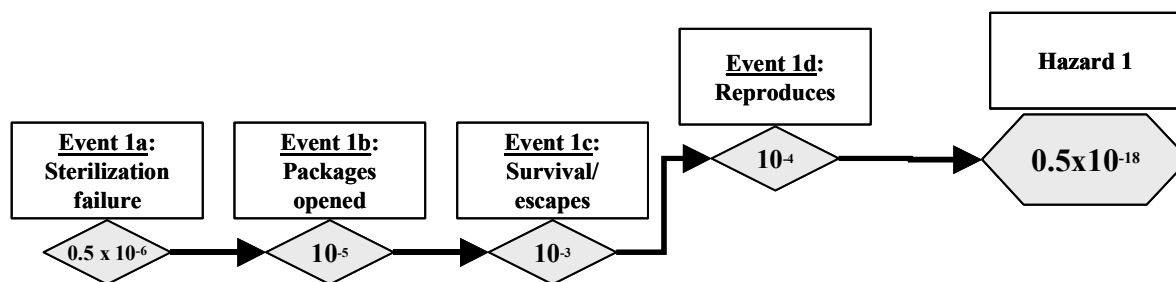 Event 1a:
Sterilization
failure
0.5 x 10-6
Event 1b:
Packages
opened
10-5
Event 1c:
Survival/
escapes
10-3
Event 1d:
Reproduces
10-4
Hazard 1
0.5x10-18